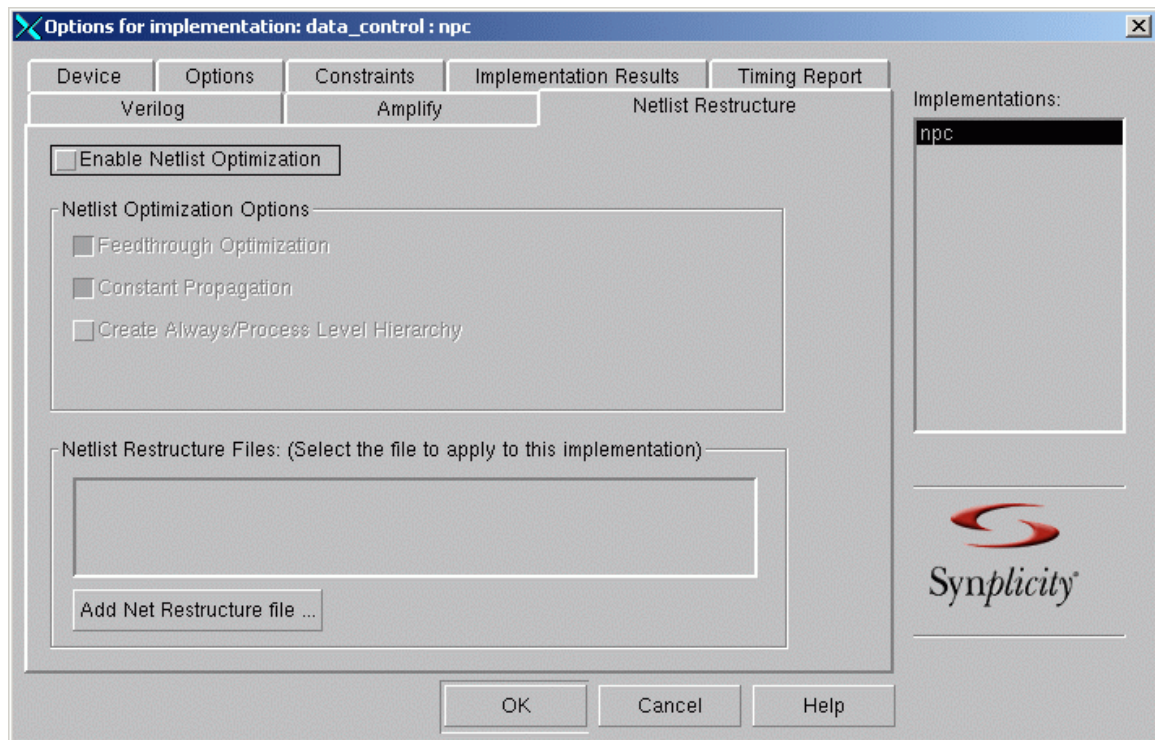 Options for implementation: data_control : npc
Device Options Constraints Implementation Results Timing Report
Verilog Amplify Netlist Restructure
Implementations:
npc
Enable Netlist Optimization
Netlist Optimization Options
Feedthrough Optimization
Constant Propagation
Create Always/Process Level Hierarchy
Netlist Restructure Files: (Select the file to apply to this implementation)
Add Net Restructure file ...
Synplicity®
OK Cancel Help